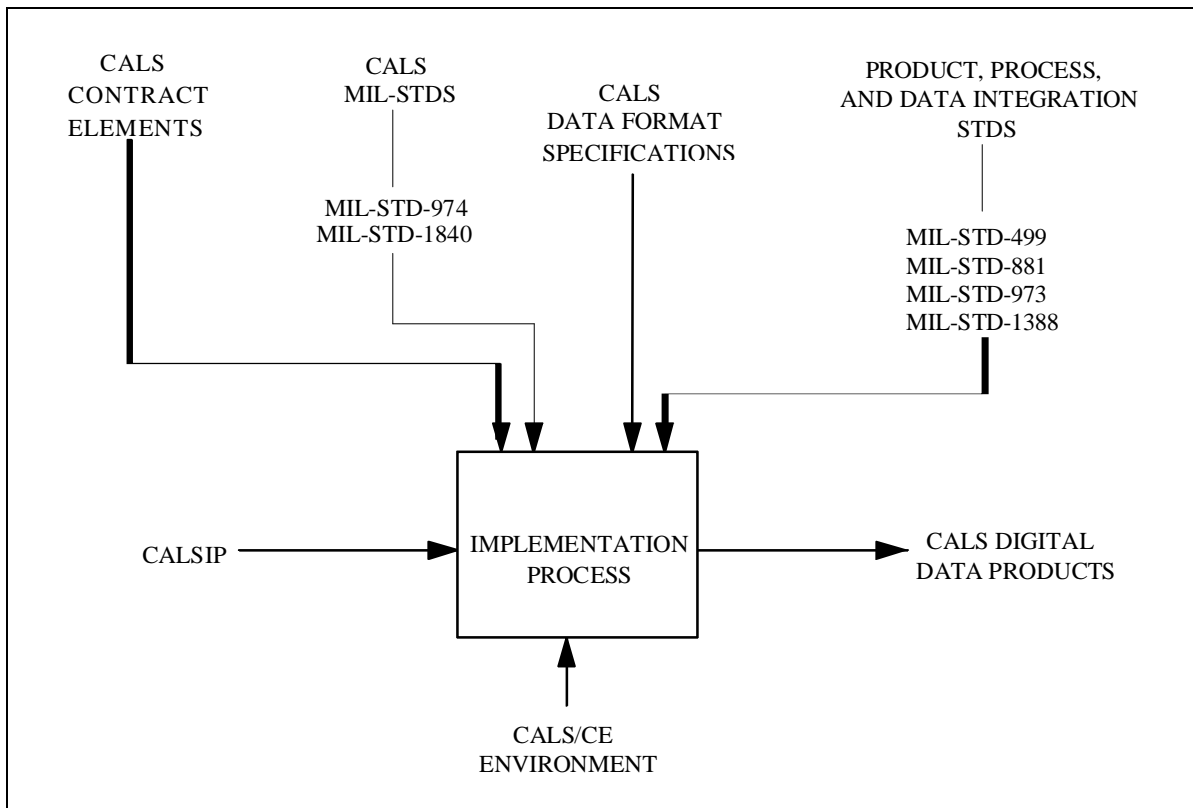 CALS
CONTRACT
ELEMENTS
CALS
MIL-STDS
MIL-STD-974
MIL-STD-1840
CALS
DATA FORMAT
SPECIFICATIONS
PRODUCT, PROCESS,
AND DATA INTEGRATION
STDS
MIL-STD-499
MIL-STD-881
MIL-STD-973
MIL-STD-1388
CALSIP
IMPLEMENTATION
PROCESS
CALS DIGITAL
DATA PRODUCTS
CALS/CE
ENVIRONMENT